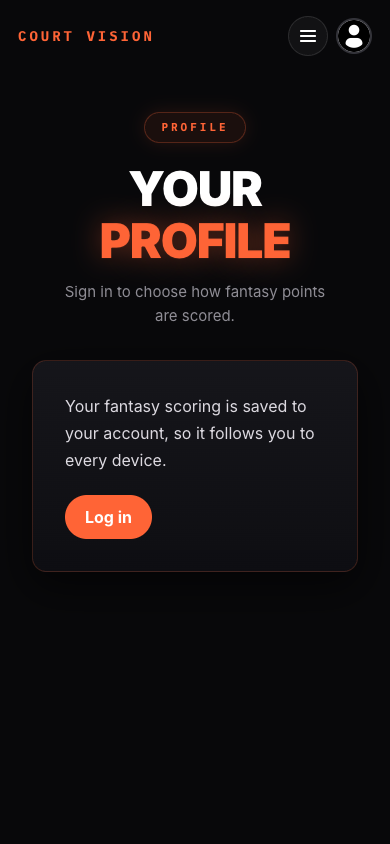 COURT VISION
PROFILE
YOUR
PROFILE
Sign in to choose how fantasy points
are scored.
Your fantasy scoring is saved to
your account, so it follows you to
every device.
Log in